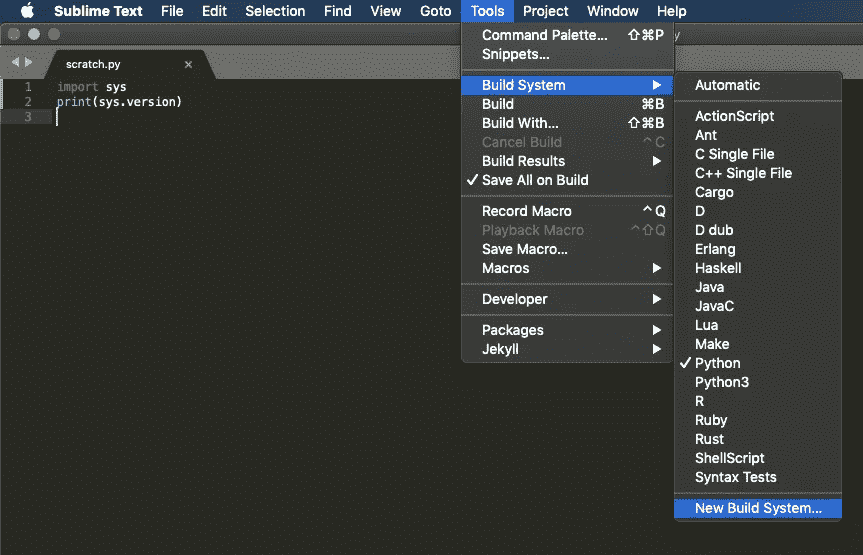 Sublime Text File Edit Selection Find View Goto Tools Project Window Help
scratch.py ×
1 import sys
2 print(sys.version)
3
Command Palette... ⇧⌘P
Snippets...
Build System ▶
Build ⌘B
Build With... ⇧⌘B
Cancel Build ^C
Build Results ▶
✓ Save All on Build
Record Macro ^Q
Playback Macro ^⇧Q
Save Macro...
Macros ▶
Developer ▶
Packages ▶
Jekyll ▶
Automatic
ActionScript
Ant
C Single File
C++ Single File
Cargo
D
D dub
Erlang
Haskell
Java
JavaC
Lua
Make
✓ Python
Python3
R
Ruby
Rust
ShellScript
Syntax Tests
New Build System...